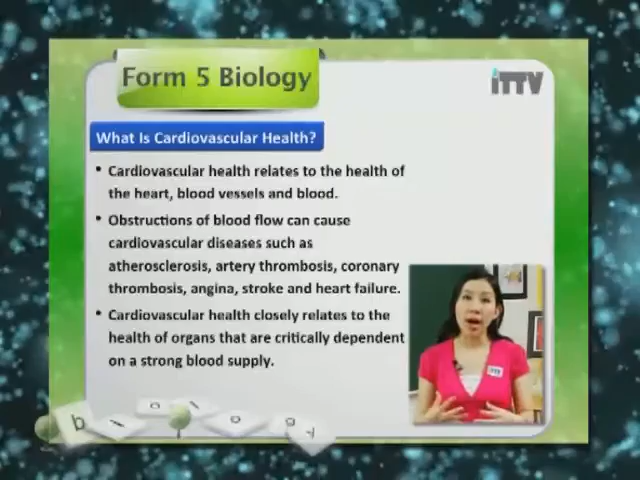 Form 5 Biology
iTTV
What Is Cardiovascular Health?
• Cardiovascular health relates to the health of
the heart, blood vessels and blood.
• Obstructions of blood flow can cause
cardiovascular diseases such as
atherosclerosis, artery thrombosis, coronary
thrombosis, angina, stroke and heart failure.
• Cardiovascular health closely relates to the
health of organs that are critically dependent
on a strong blood supply.
iTTV
b i o l o g y